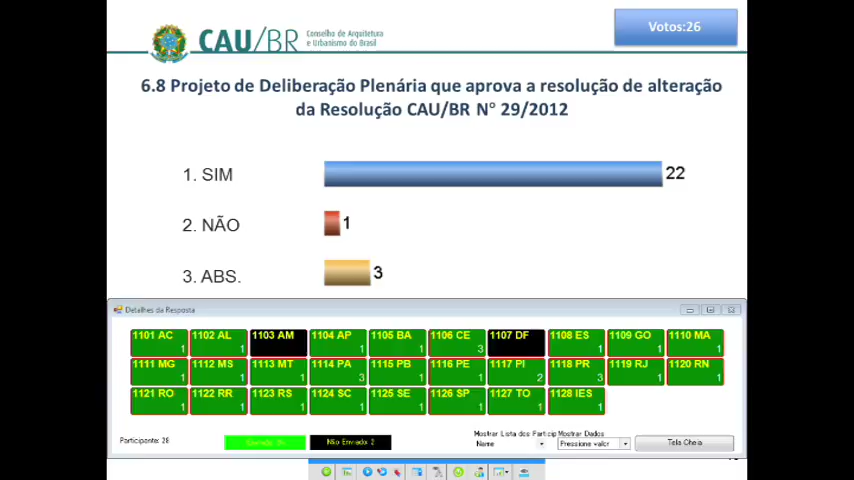 CAU/BR
Conselho de Arquitetura
e Urbanismo do Brasil
Votos:26
6.8 Projeto de Deliberação Plenária que aprova a resolução de alteração
da Resolução CAU/BR N° 29/2012
1. SIM 22
2. NÃO 1
3. ABS. 3
Detalhes da Resposta
1101 AC 1 1102 AL 1 1103 AM 1104 AP 1 1105 BA 1 1106 CE 3 1107 DF 1108 ES 1 1109 GO 1 1110 MA 1
1111 MG 1 1112 MS 1 1113 MT 1 1114 PA 3 1115 PB 1 1116 PE 1 1117 PI 2 1118 PR 3 1119 RJ 1 1120 RN 1
1121 RO 1 1122 RR 1 1123 RS 1 1124 SC 1 1125 SE 1 1126 SP 1 1127 TO 1 1128 IES 1
Participante: 28
Não Enviado 2
Mostrar Lista dos Particip Mostrar Dados
Name
Pressione valor
Tela Cheia